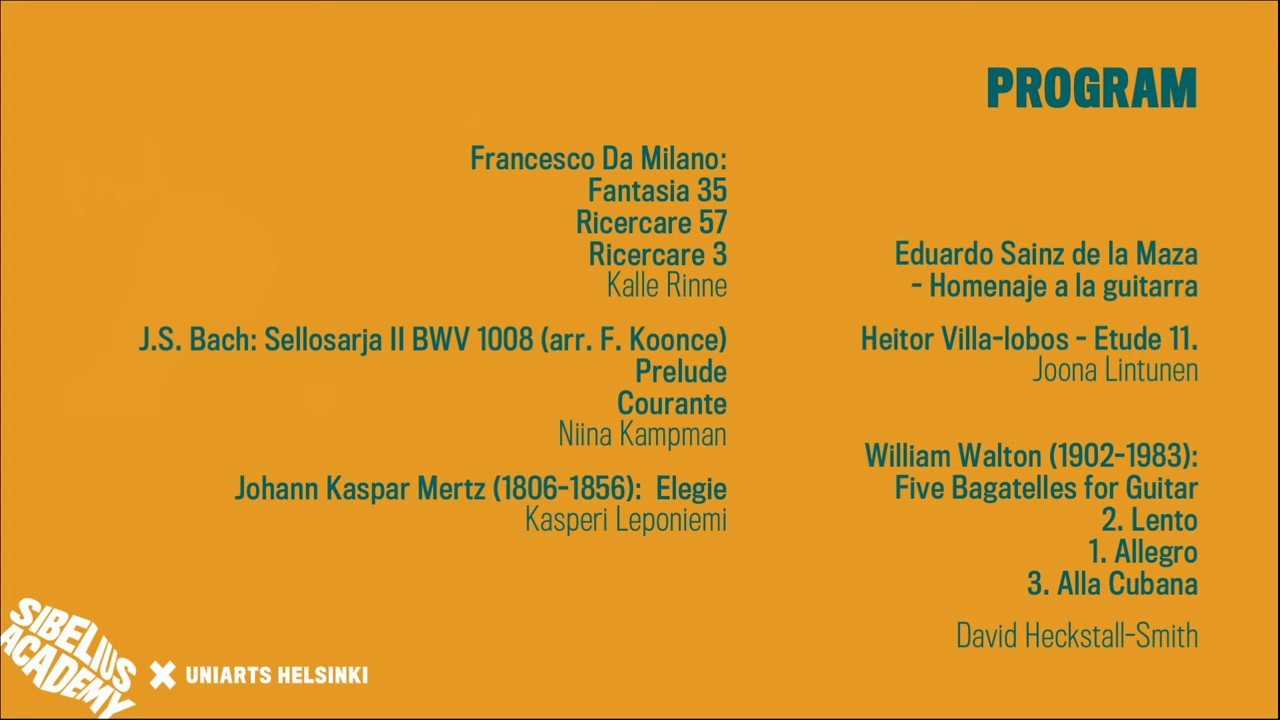 PROGRAM
Francesco Da Milano:
Fantasia 35
Ricercare 57
Ricercare 3
Kalle Rinne
J.S. Bach: Sellosarja II BWV 1008 (arr. F. Koonce)
Prelude
Courante
Niina Kampman
Johann Kaspar Mertz (1806-1856): Elegie
Kasperi Leponiemi
Eduardo Sainz de la Maza
- Homenaje a la guitarra
Heitor Villa-lobos - Etude 11.
Joona Lintunen
William Walton (1902-1983):
Five Bagatelles for Guitar
2. Lento
1. Allegro
3. Alla Cubana
David Heckstall-Smith
SIBELIUS
ACADEMY
UNIARTS HELSINKI